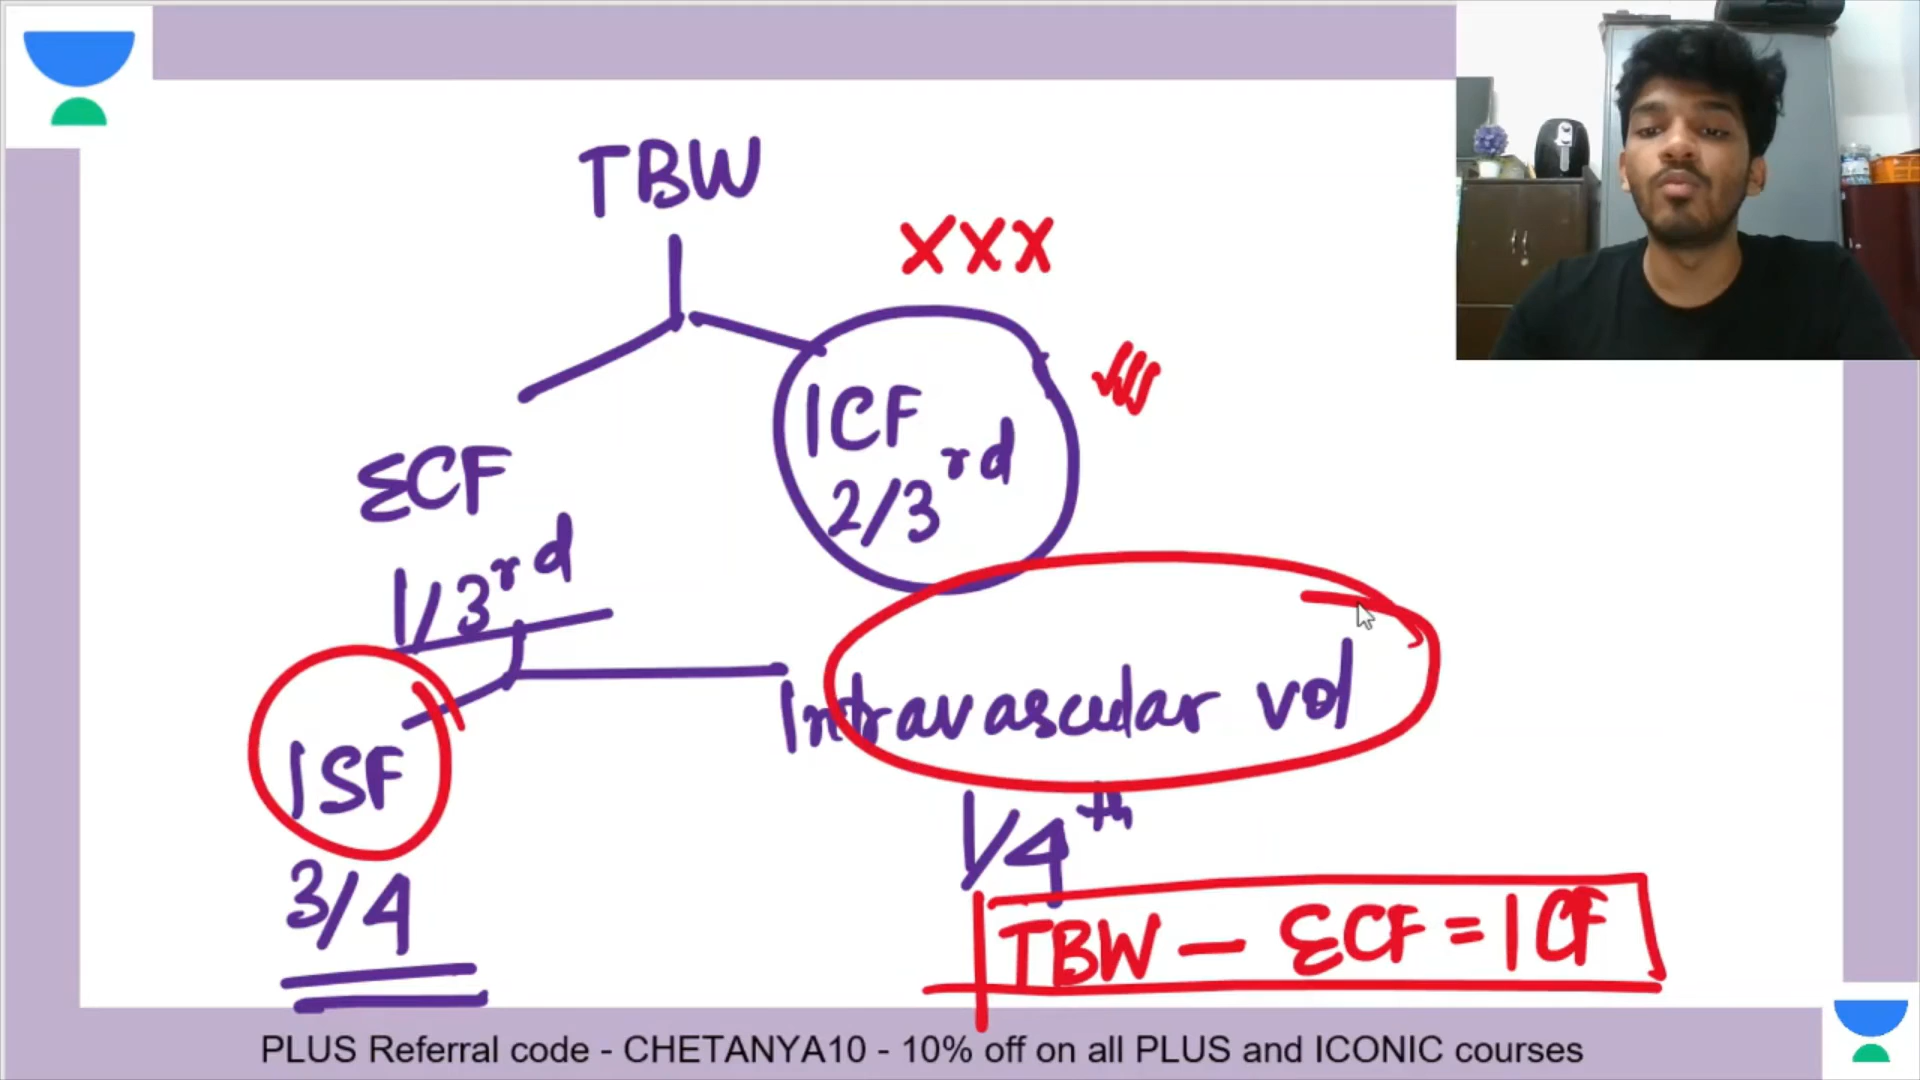 TBW
XXX
ICF
2/3rd
ECF
1/3rd
Intravascular vol
ISF
1/4th
3/4
TBW - ECF = ICF
PLUS Referral code - CHETANYA10 - 10% off on all PLUS and ICONIC courses